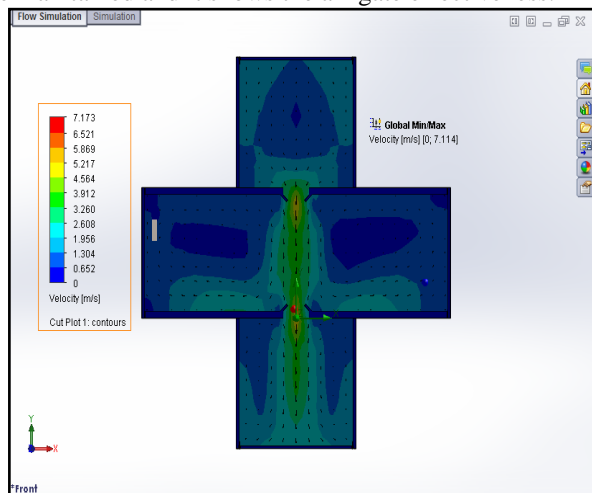 Flow Simulation Simulation
7.173
6.521
5.869
5.217
4.564
3.912
3.260
2.608
1.956
1.304
0.652
0
Velocity [m/s]
Cut Plot 1: contours
Global Min/Max
Velocity [m/s] [0; 7.114]
Y
X
*Front